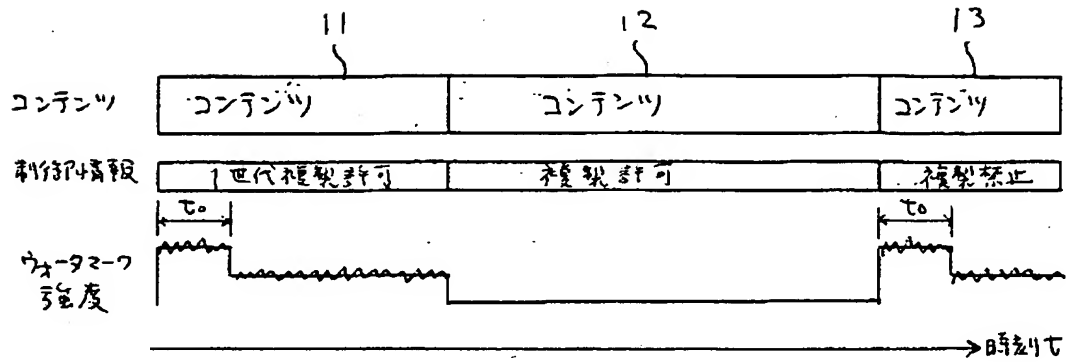 11 12 13
コンテンツ コンテンツ コンテンツ コンテンツ
制御情報 1世代複製許可 複製許可 複製禁止
to to
ウォータマーク
強度
時刻t